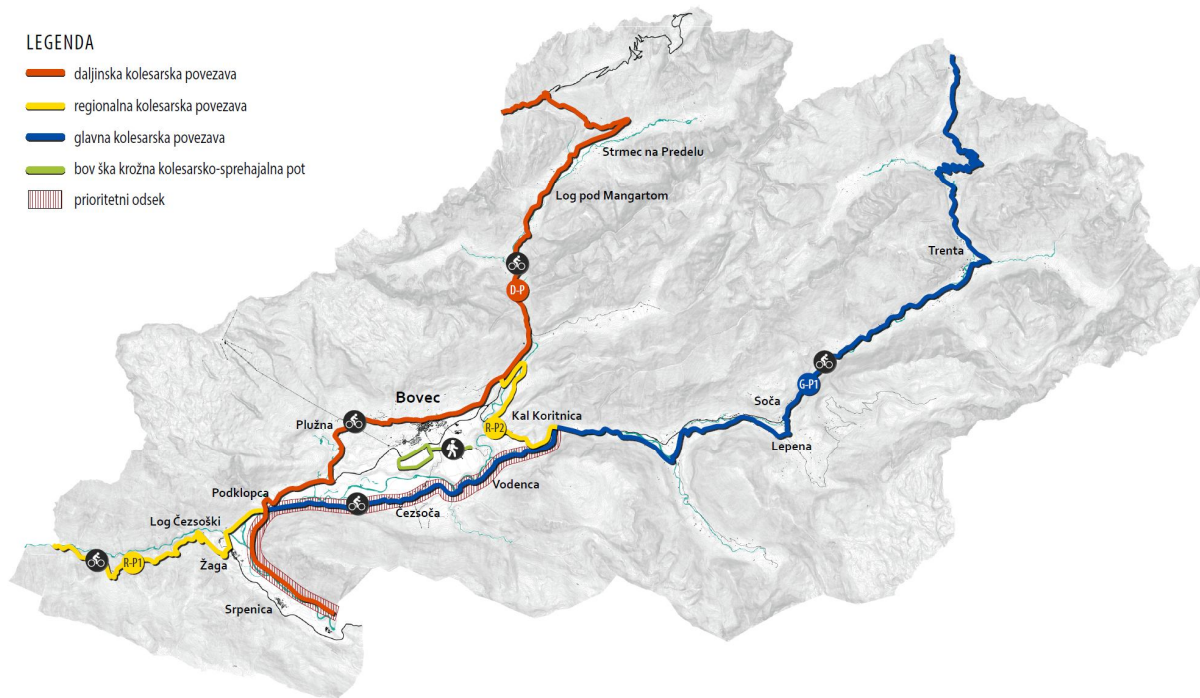 LEGENDA
daljinska kolesarska povezava
regionalna kolesarska povezava
glavna kolesarska povezava
bov ška krožna kolesarsko-sprehajalna pot
prioritetni odsek
Strmec na Predelu
Log pod Mangartom
Trenta
D-P
G-P1
Bovec
Soča
Plužna
Kal Koritnica
R-P2
Lepena
Vodenca
Podklopca
Čezsoča
Log Čezsoški
R-P1
Žaga
Srpenica